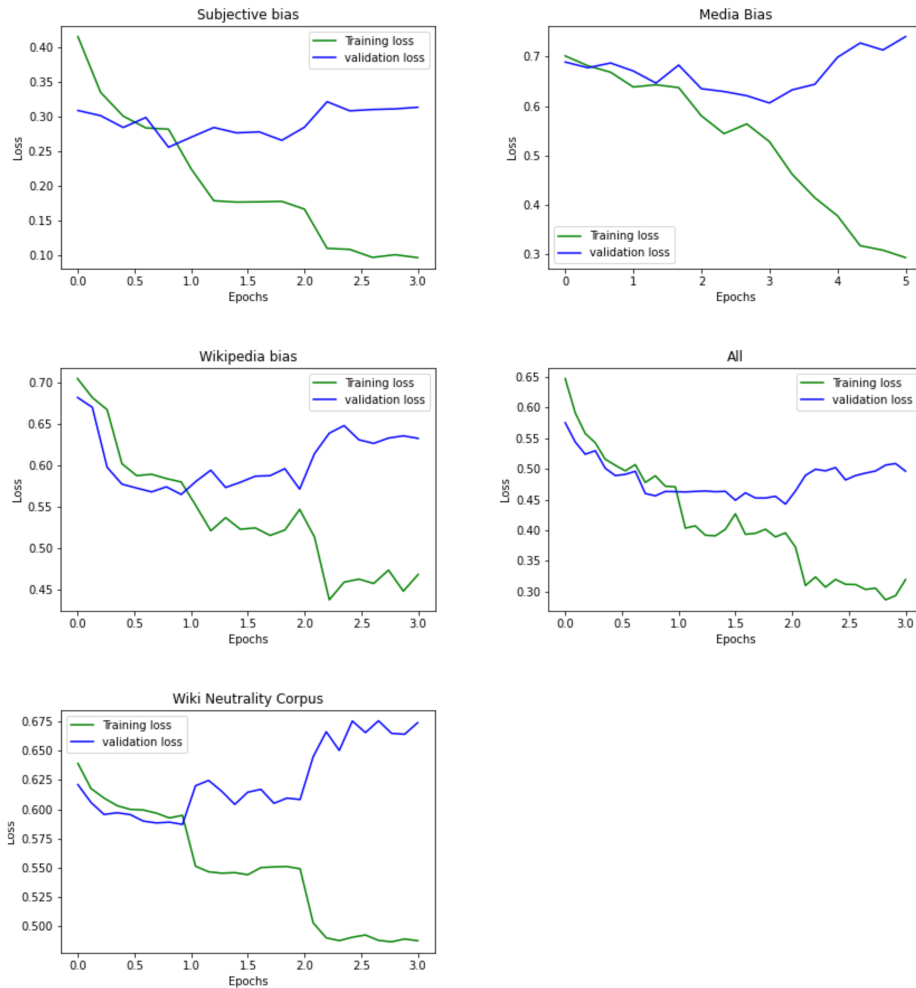 Subjective bias
Training loss
validation loss
0.40
0.35
0.30
0.25
0.20
0.15
0.10
Loss
0.0 0.5 1.0 1.5 2.0 2.5 3.0
Epochs
Media Bias
0.7
0.6
0.5
0.4
0.3
Loss
Training loss
validation loss
0 1 2 3 4 5
Epochs
Wikipedia bias
Training loss
validation loss
0.70
0.65
0.60
0.55
0.50
0.45
Loss
0.0 0.5 1.0 1.5 2.0 2.5 3.0
Epochs
All
Training loss
validation loss
0.65
0.60
0.55
0.50
0.45
0.40
0.35
0.30
Loss
0.0 0.5 1.0 1.5 2.0 2.5 3.0
Epochs
Wiki Neutrality Corpus
Training loss
validation loss
0.675
0.650
0.625
0.600
0.575
0.550
0.525
0.500
Loss
0.0 0.5 1.0 1.5 2.0 2.5 3.0
Epochs